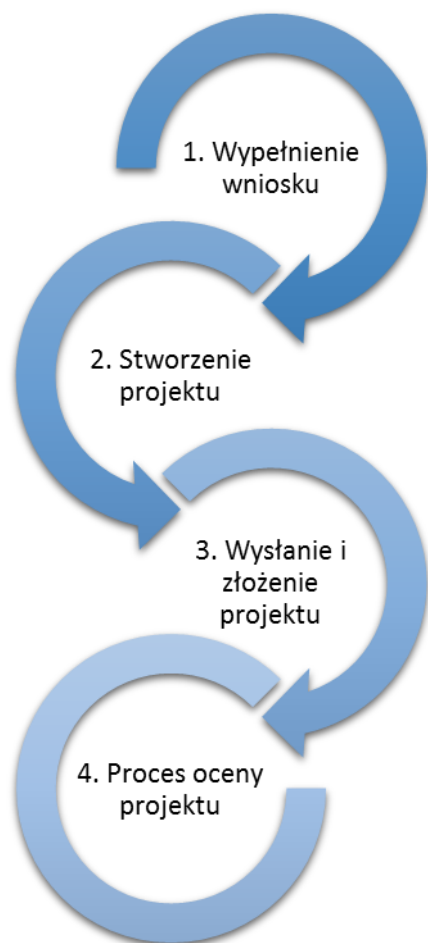 1. Wypełnienie
wniosku
2. Stworzenie
projektu
3. Wysłanie i
złożenie
projektu
4. Proces oceny
projektu